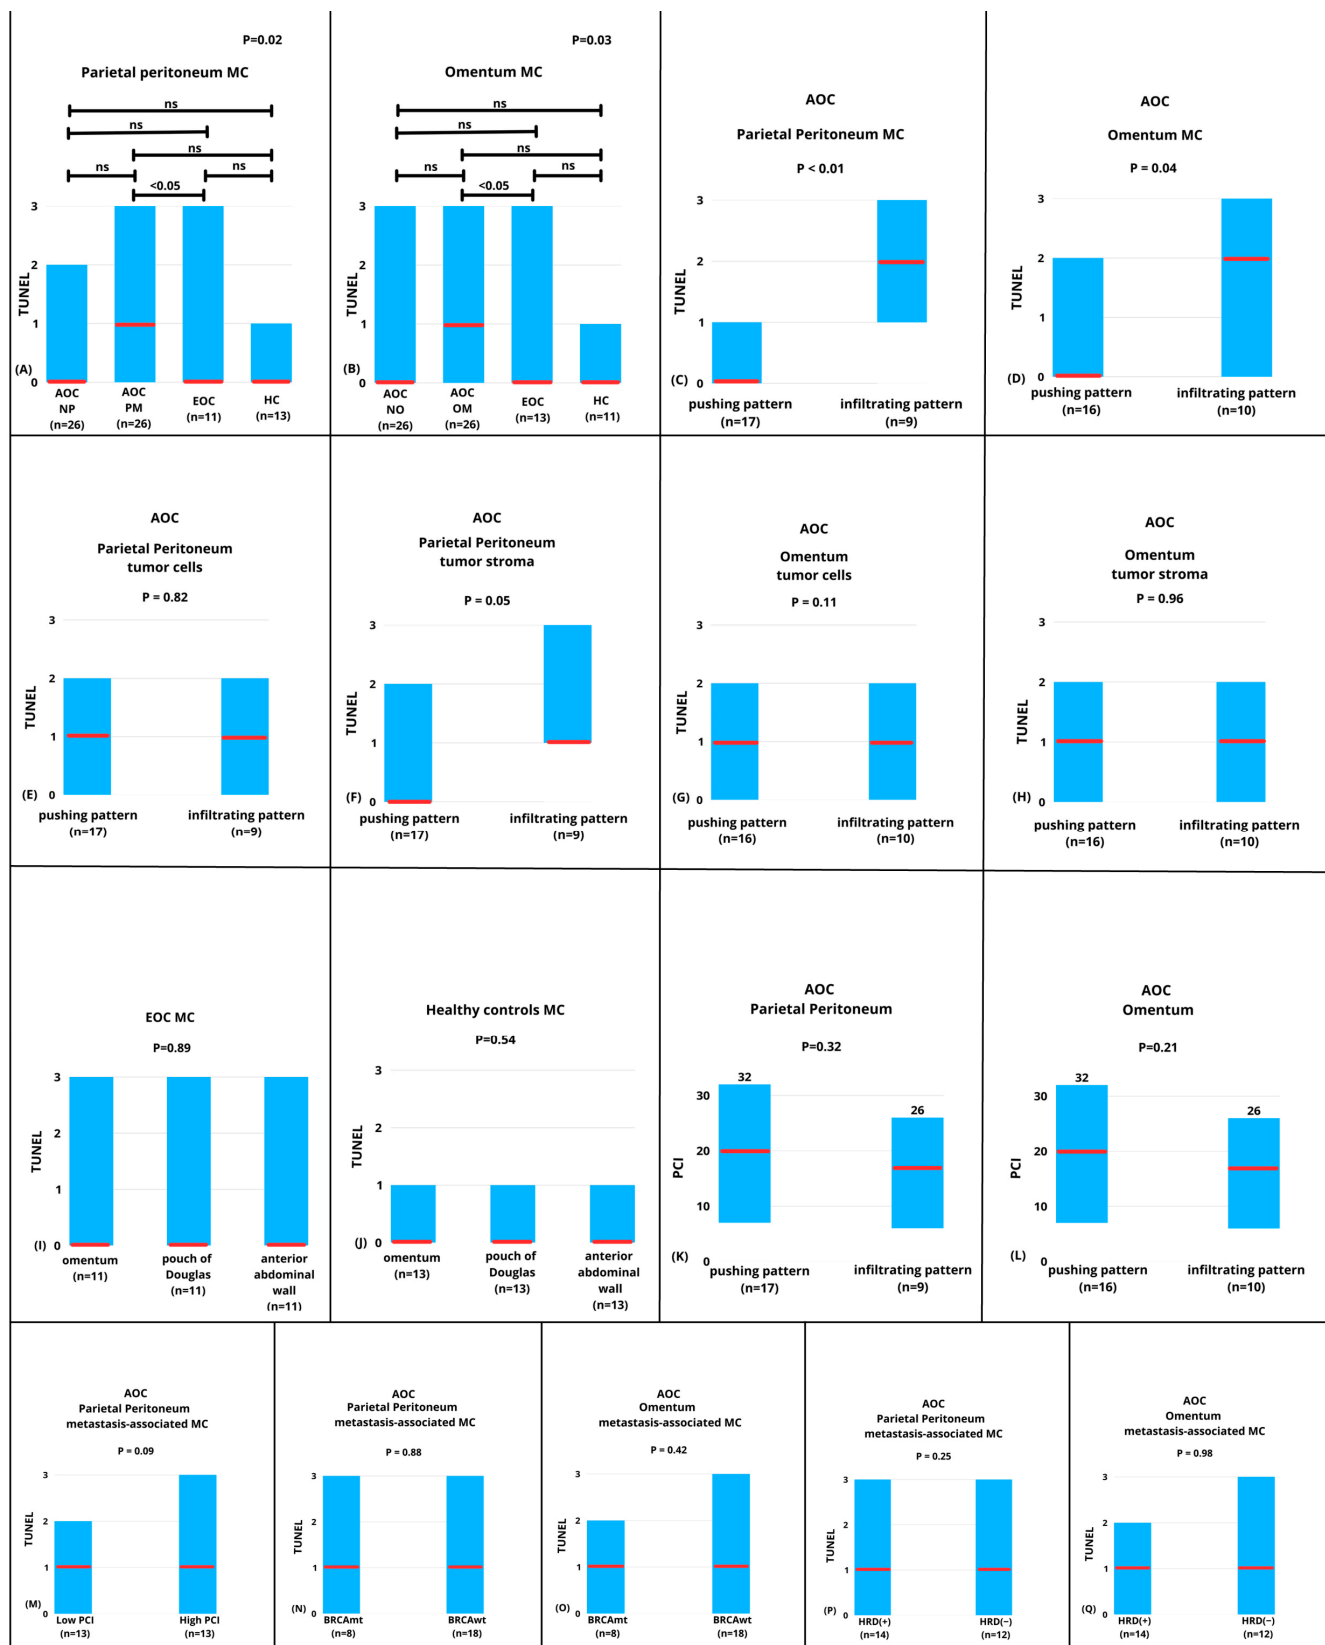 P=0.02
Parietal peritoneum MC
ns
ns
ns
ns
ns
<0.05
3
2
1
0
TUNEL
(A)
AOC NP (n=26)
AOC PM (n=26)
EOC (n=11)
HC (n=13)
P=0.03
Omentum MC
ns
ns
ns
ns
ns
<0.05
3
2
1
0
TUNEL
(B)
AOC NO (n=26)
AOC OM (n=26)
EOC (n=13)
HC (n=11)
AOC
Parietal Peritoneum MC
P < 0.01
3
2
1
0
TUNEL
(C)
pushing pattern (n=17)
infiltrating pattern (n=9)
AOC
Omentum MC
P = 0.04
3
2
1
0
TUNEL
(D)
pushing pattern (n=16)
infiltrating pattern (n=10)
AOC
Parietal Peritoneum
tumor cells
P = 0.82
3
2
1
0
TUNEL
(E)
pushing pattern (n=17)
infiltrating pattern (n=9)
AOC
Parietal Peritoneum
tumor stroma
P = 0.05
3
2
1
0
TUNEL
(F)
pushing pattern (n=17)
infiltrating pattern (n=9)
AOC
Omentum
tumor cells
P = 0.11
3
2
1
0
TUNEL
(G)
pushing pattern (n=16)
infiltrating pattern (n=10)
AOC
Omentum
tumor stroma
P = 0.96
3
2
1
0
TUNEL
(H)
pushing pattern (n=16)
infiltrating pattern (n=10)
EOC MC
P=0.89
3
2
1
0
TUNEL
(I)
omentum (n=11)
pouch of Douglas (n=11)
anterior abdominal wall (n=11)
Healthy controls MC
P=0.54
3
2
1
0
TUNEL
(J)
omentum (n=13)
pouch of Douglas (n=13)
anterior abdominal wall (n=13)
AOC
Parietal Peritoneum
P=0.32
32
26
30
20
10
0
PCI
(K)
pushing pattern (n=17)
infiltrating pattern (n=9)
AOC
Omentum
P=0.21
32
26
30
20
10
0
PCI
(L)
pushing pattern (n=16)
infiltrating pattern (n=10)
AOC
Parietal Peritoneum
metastasis-associated MC
P = 0.09
3
2
1
0
TUNEL
(M)
Low PCI (n=13)
High PCI (n=13)
AOC
Parietal Peritoneum
metastasis-associated MC
P = 0.88
3
2
1
0
TUNEL
(N)
BRCAmt (n=8)
BRCAwt (n=18)
AOC
Omentum
metastasis-associated MC
P = 0.42
3
2
1
0
TUNEL
(O)
BRCAmt (n=8)
BRCAwt (n=18)
AOC
Parietal Peritoneum
metastasis-associated MC
P = 0.25
3
2
1
0
TUNEL
(P)
HRD(+) (n=14)
HRD(−) (n=12)
AOC
Omentum
metastasis-associated MC
P = 0.98
3
2
1
0
TUNEL
(Q)
HRD(+) (n=14)
HRD(−) (n=12)